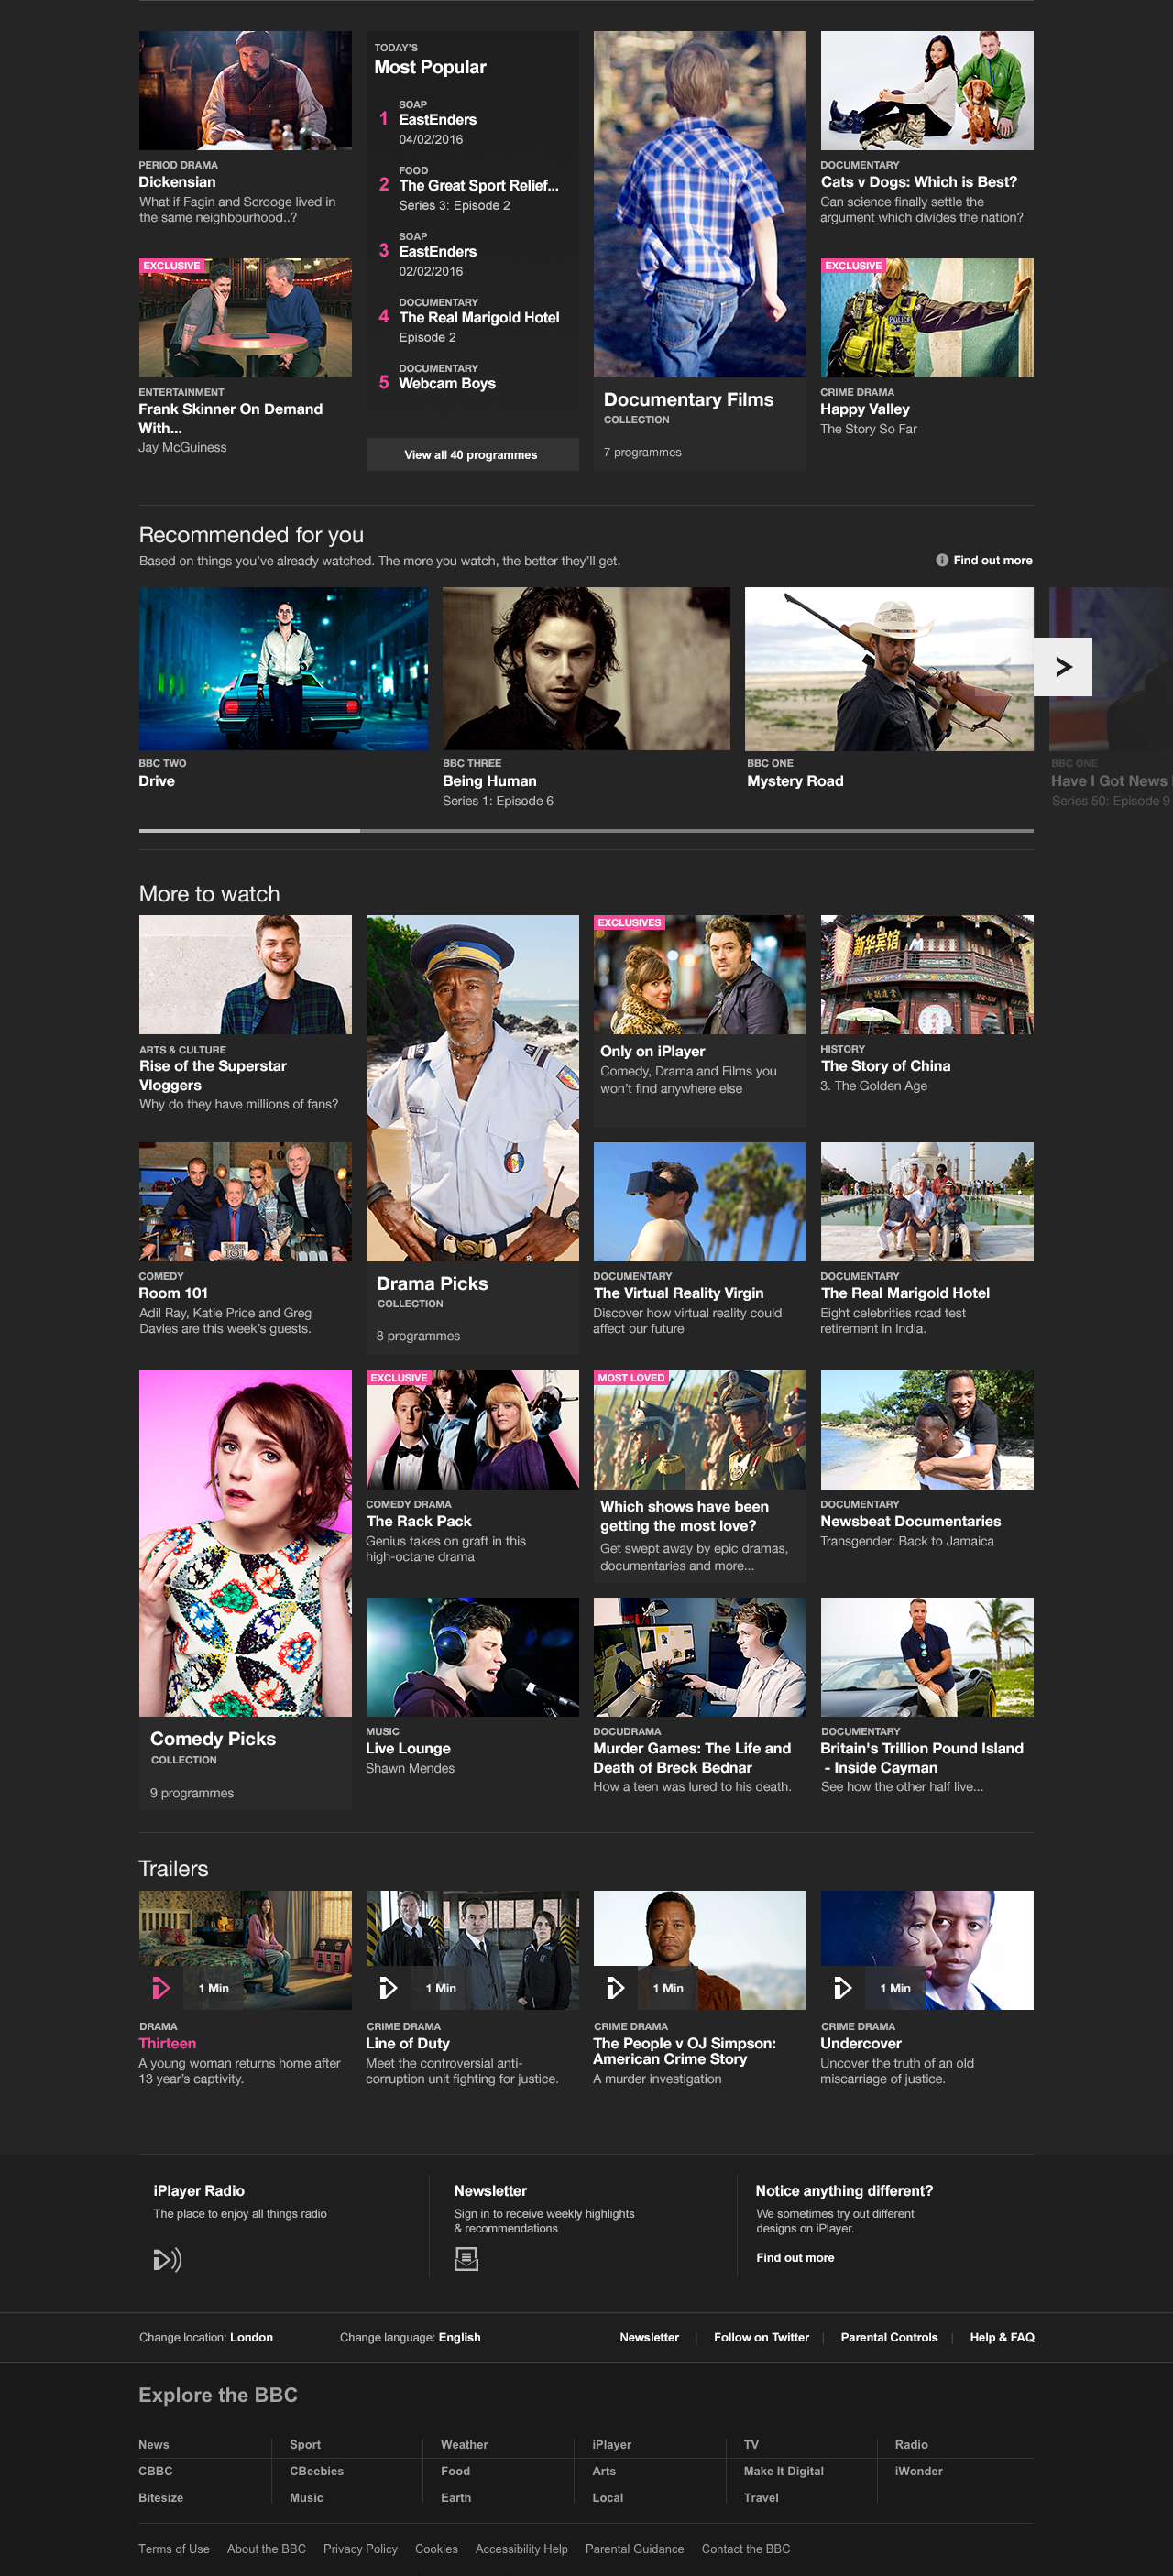 PERIOD DRAMA
Dickensian
What if Fagin and Scrooge lived in
the same neighbourhood..?
EXCLUSIVE
ENTERTAINMENT
Frank Skinner On Demand
With...
Jay McGuiness
TODAY'S
Most Popular
1
SOAP
EastEnders
04/02/2016
2
FOOD
The Great Sport Relief...
Series 3: Episode 2
3
SOAP
EastEnders
02/02/2016
4
DOCUMENTARY
The Real Marigold Hotel
Episode 2
5
DOCUMENTARY
Webcam Boys
View all 40 programmes
Documentary Films
COLLECTION
7 programmes
DOCUMENTARY
Cats v Dogs: Which is Best?
Can science finally settle the
argument which divides the nation?
EXCLUSIVE
POLICE
CRIME DRAMA
Happy Valley
The Story So Far
Recommended for you
Based on things you've already watched. The more you watch, the better they'll get.
Find out more
BBC TWO
Drive
BBC THREE
Being Human
Series 1: Episode 6
BBC ONE
Mystery Road
BBC ONE
Have I Got News
Series 50: Episode 9
More to watch
ARTS & CULTURE
Rise of the Superstar
Vloggers
Why do they have millions of fans?
EXCLUSIVES
Only on iPlayer
Comedy, Drama and Films you
won't find anywhere else
新华宾馆
HISTORY
The Story of China
3. The Golden Age
101
COMEDY
Room 101
Adil Ray, Katie Price and Greg
Davies are this week's guests.
Drama Picks
COLLECTION
8 programmes
DOCUMENTARY
The Virtual Reality Virgin
Discover how virtual reality could
affect our future
DOCUMENTARY
The Real Marigold Hotel
Eight celebrities road test
retirement in India.
Comedy Picks
COLLECTION
9 programmes
EXCLUSIVE
COMEDY DRAMA
The Rack Pack
Genius takes on graft in this
high-octane drama
MOST LOVED
Which shows have been
getting the most love?
Get swept away by epic dramas,
documentaries and more...
DOCUMENTARY
Newsbeat Documentaries
Transgender: Back to Jamaica
MUSIC
Live Lounge
Shawn Mendes
DOCUDRAMA
Murder Games: The Life and
Death of Breck Bednar
How a teen was lured to his death.
DOCUMENTARY
Britain's Trillion Pound Island
- Inside Cayman
See how the other half live...
Trailers
1 Min
DRAMA
Thirteen
A young woman returns home after
13 year's captivity.
1 Min
CRIME DRAMA
Line of Duty
Meet the controversial anti-
corruption unit fighting for justice.
1 Min
CRIME DRAMA
The People v OJ Simpson:
American Crime Story
A murder investigation
1 Min
CRIME DRAMA
Undercover
Uncover the truth of an old
miscarriage of justice.
iPlayer Radio
The place to enjoy all things radio
Newsletter
Sign in to receive weekly highlights
& recommendations
Notice anything different?
We sometimes try out different
designs on iPlayer.
Find out more
Change location: London
Change language: English
Newsletter | Follow on Twitter | Parental Controls | Help & FAQ
Explore the BBC
News Sport Weather iPlayer TV Radio
CBBC CBeebies Food Arts Make It Digital iWonder
Bitesize Music Earth Local Travel
Terms of Use About the BBC Privacy Policy Cookies Accessibility Help Parental Guidance Contact the BBC